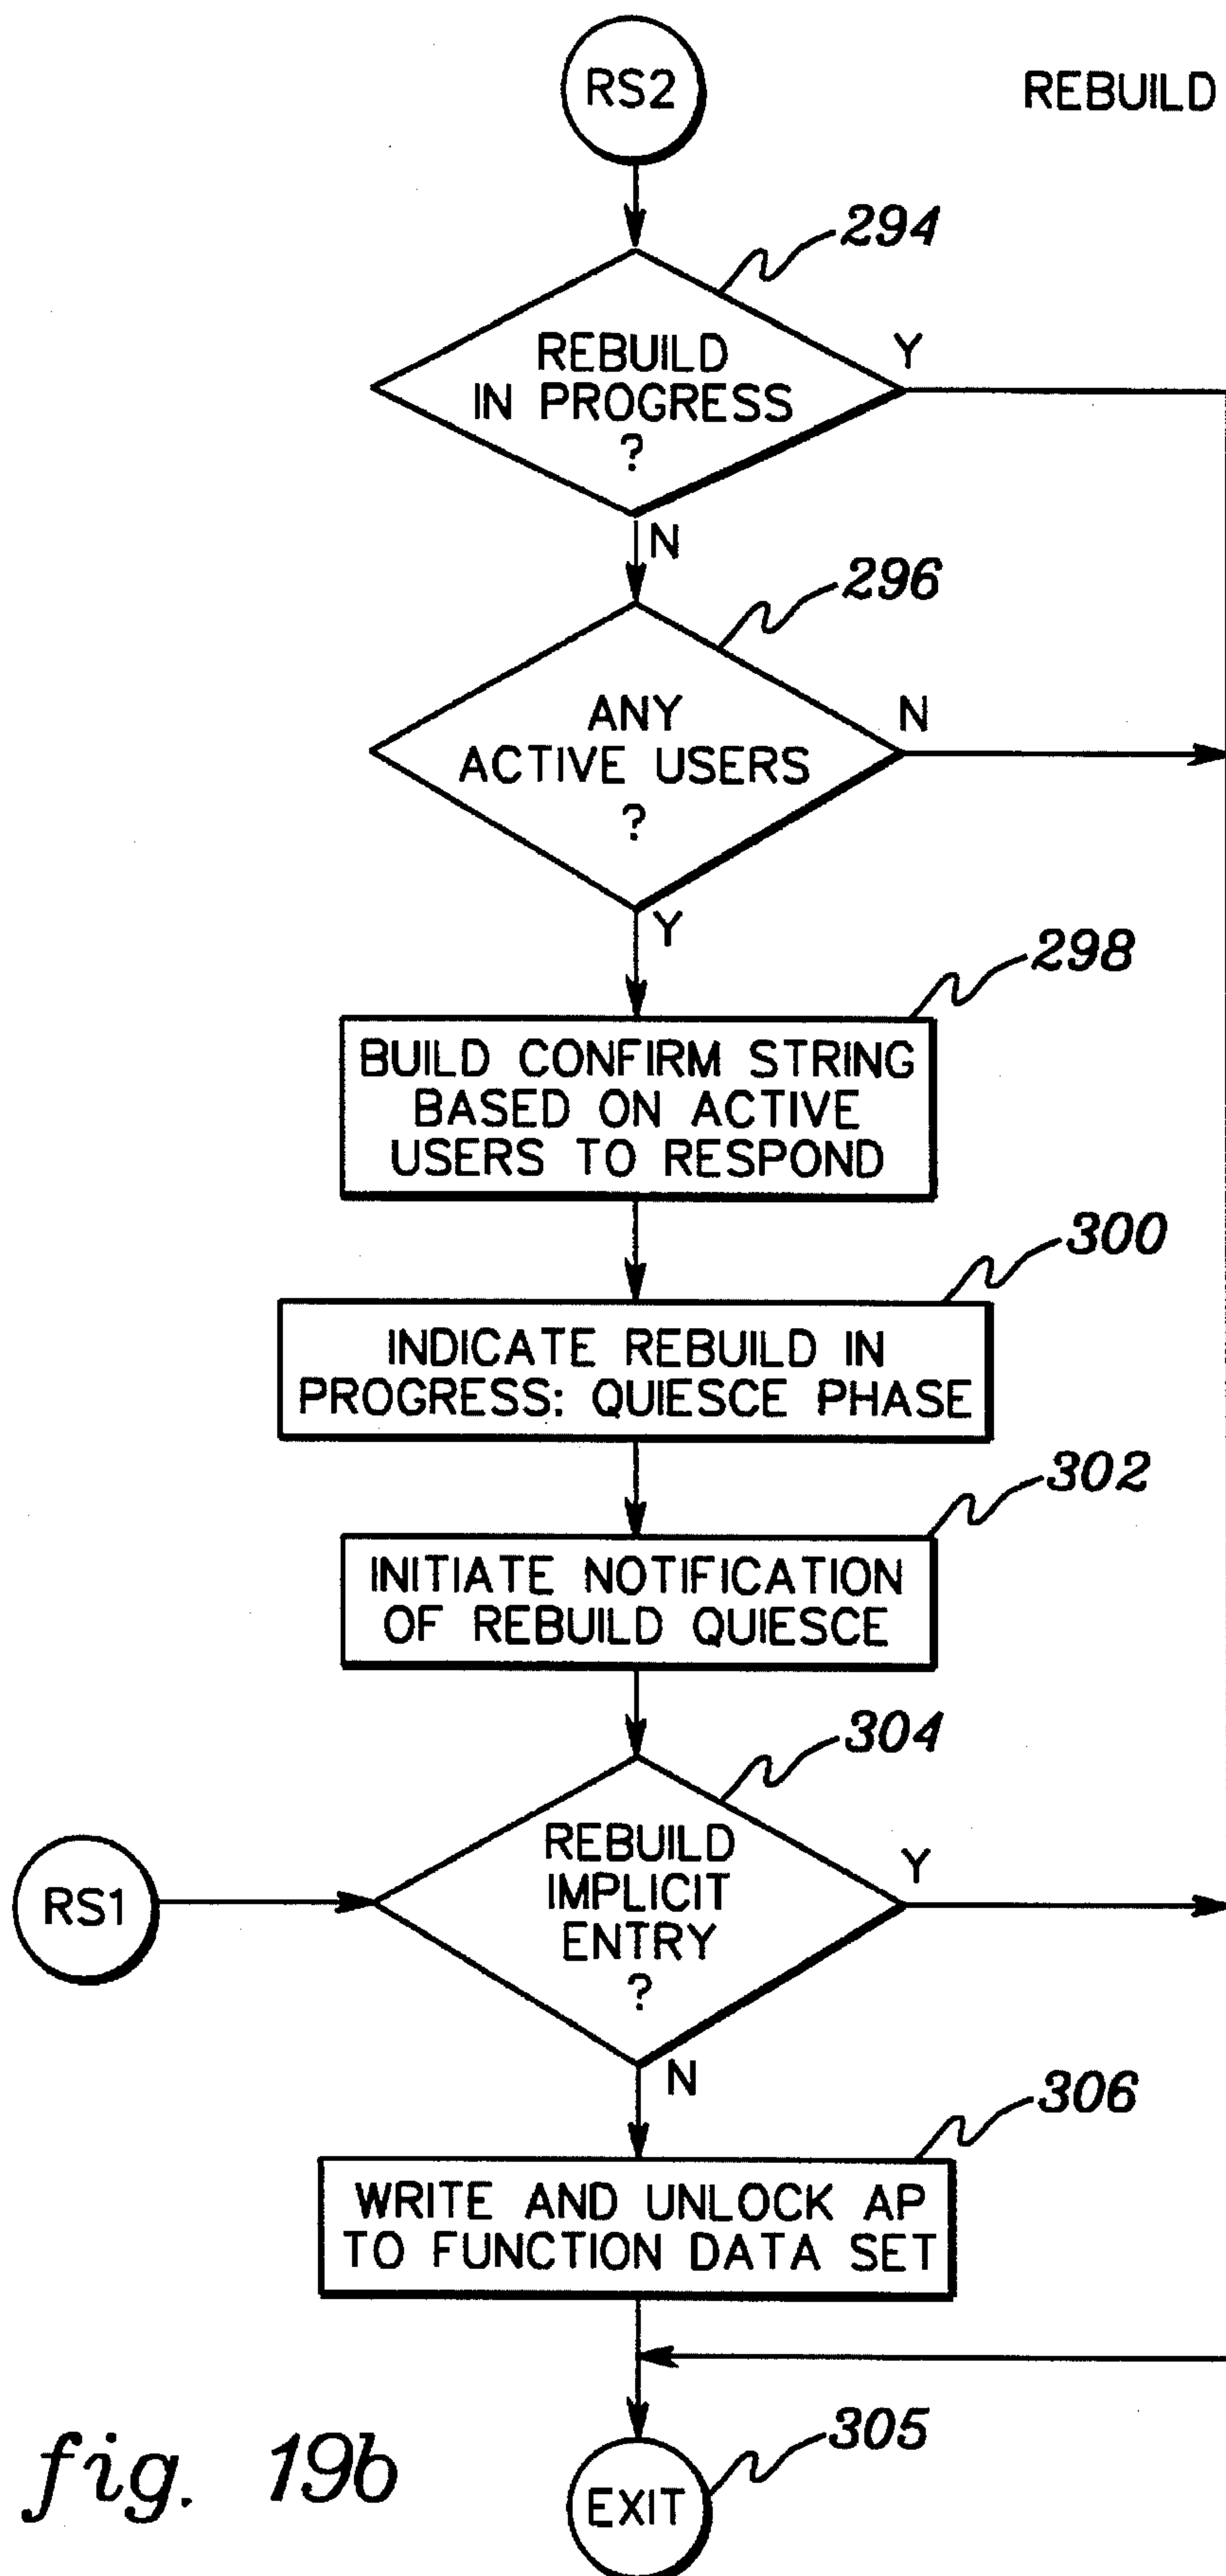 RS2
REBUILD
294
REBUILD
IN PROGRESS
?
Y
N
296
ANY
ACTIVE USERS
?
N
Y
298
BUILD CONFIRM STRING
BASED ON ACTIVE
USERS TO RESPOND
300
INDICATE REBUILD IN
PROGRESS: QUIESCE PHASE
302
INITIATE NOTIFICATION
OF REBUILD QUIESCE
304
REBUILD
IMPLICIT
ENTRY
?
Y
RS1
N
306
WRITE AND UNLOCK AP
TO FUNCTION DATA SET
305
EXIT
fig. 19b